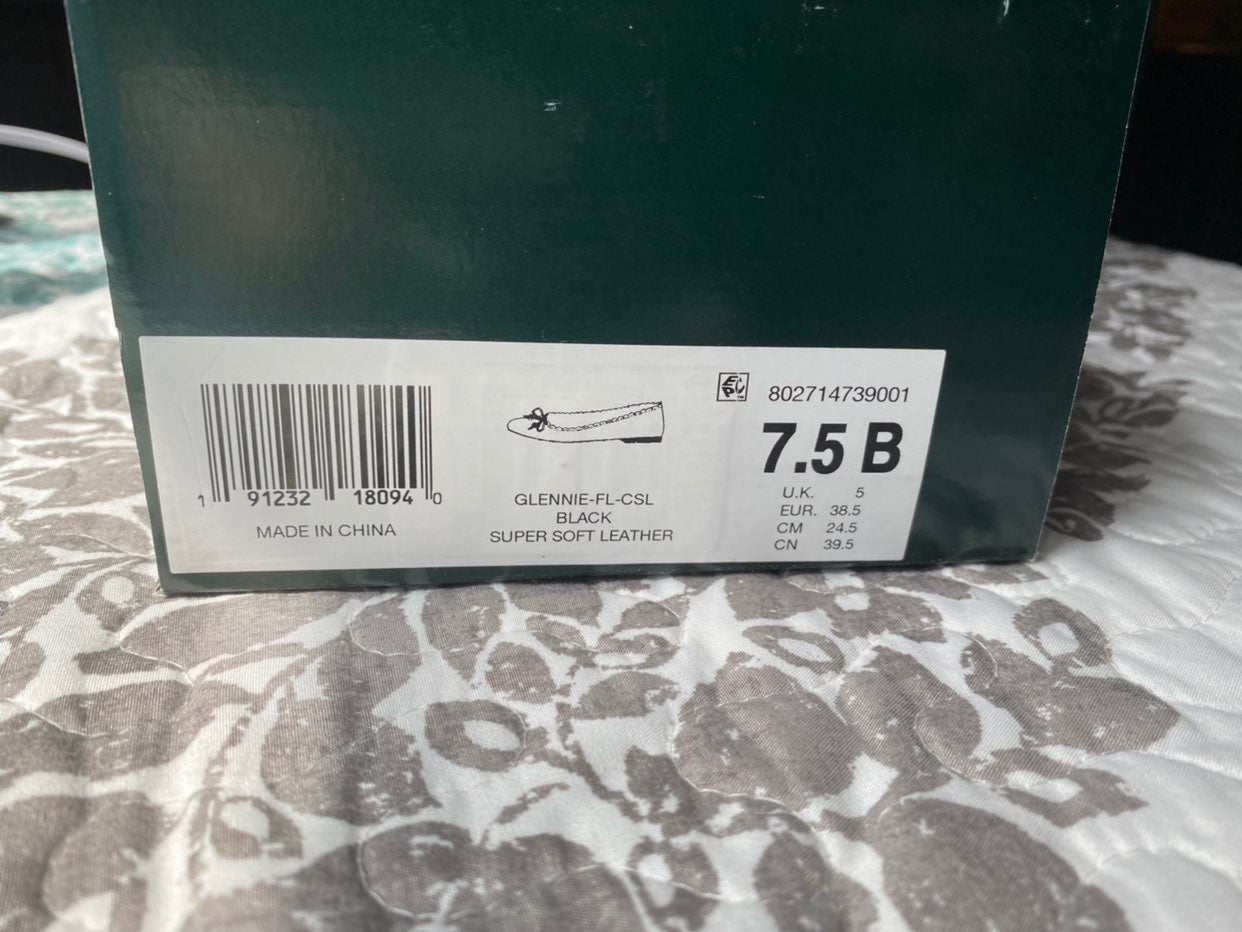 1 91232 18094 0
MADE IN CHINA
GLENNIE-FL-CSL
BLACK
SUPER SOFT LEATHER
802714739001
7.5 B
U.K. 5
EUR. 38.5
CM 24.5
CN 39.5